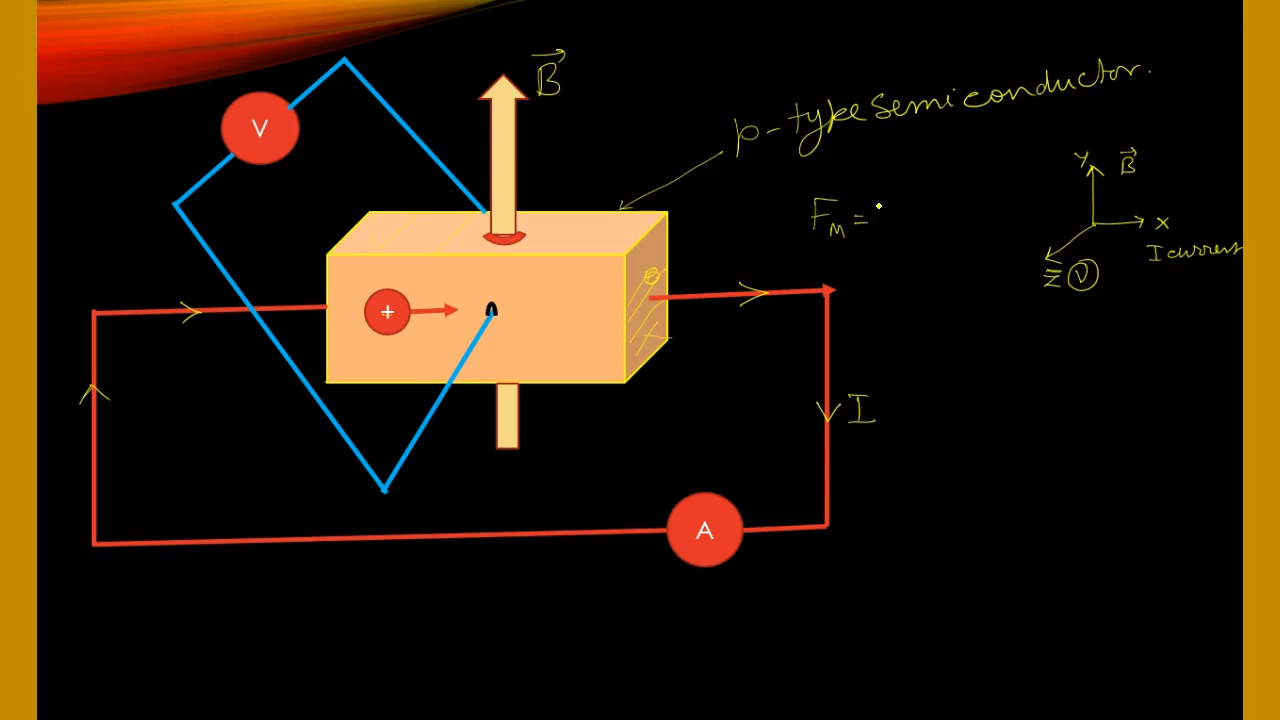 B
p-type semiconductor.
V
Y B
F_M =
X
I current
Z V
+
I
A